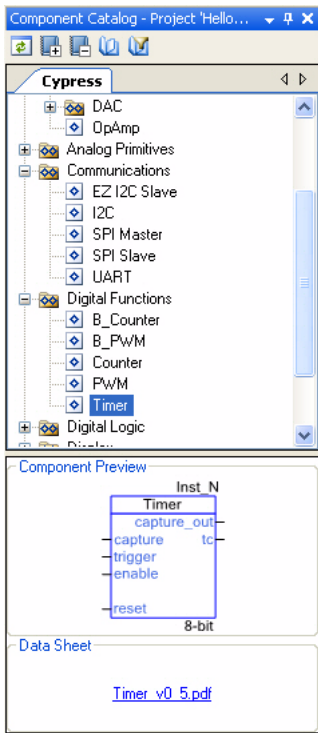 Component Catalog - Project 'Hello...
Cypress
DAC
OpAmp
Analog Primitives
Communications
EZ I2C Slave
I2C
SPI Master
SPI Slave
UART
Digital Functions
B_Counter
B_PWM
Counter
PWM
Timer
Digital Logic
Display
Component Preview
Inst_N
Timer
capture_out
capture tc
trigger
enable
reset
8-bit
Data Sheet
Timer_v0_5.pdf